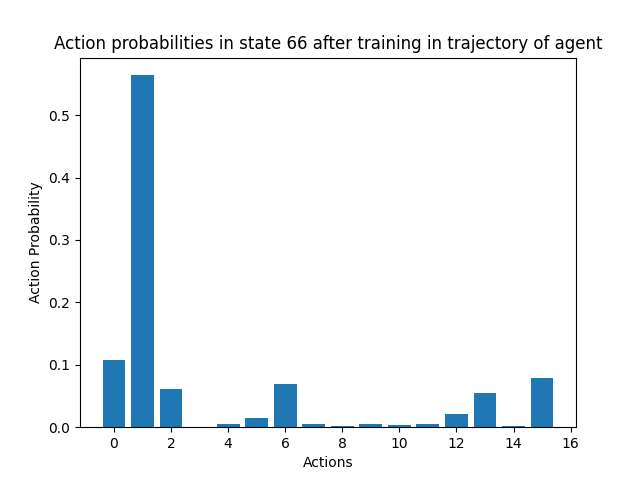 Action probabilities in state 66 after training in trajectory of agent
0.5
0.4
0.3
0.2
0.1
0.0
Action Probability
0 2 4 6 8 10 12 14 16
Actions